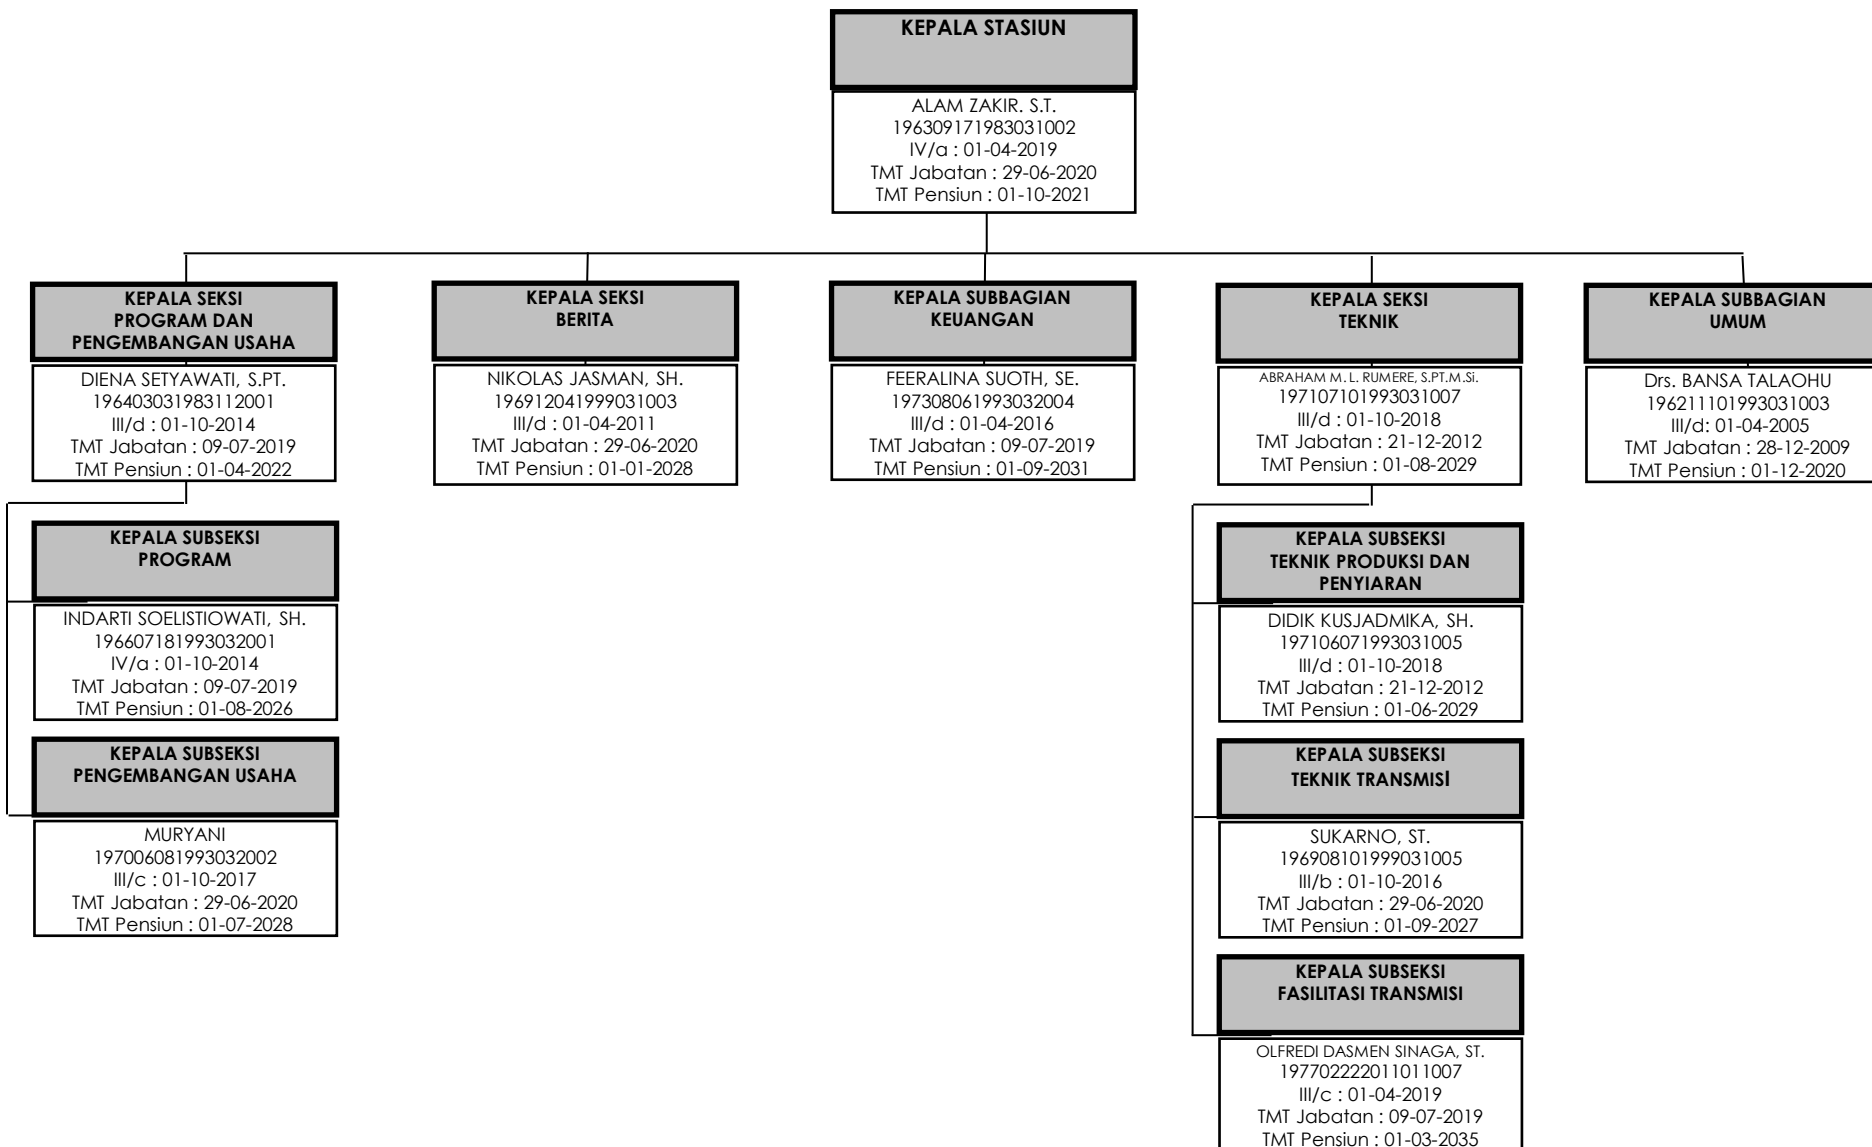 KEPALA STASIUN
ALAM ZAKIR. S.T.
196309171983031002
IV/a : 01-04-2019
TMT Jabatan : 29-06-2020
TMT Pensiun : 01-10-2021
KEPALA SEKSI
PROGRAM DAN
PENGEMBANGAN USAHA
DIENA SETYAWATI, S.PT.
196403031983112001
III/d : 01-10-2014
TMT Jabatan : 09-07-2019
TMT Pensiun : 01-04-2022
KEPALA SEKSI
BERITA
NIKOLAS JASMAN, SH.
196912041999031003
III/d : 01-04-2011
TMT Jabatan : 29-06-2020
TMT Pensiun : 01-01-2028
KEPALA SUBBAGIAN
KEUANGAN
FEERALINA SUOTH, SE.
197308061993032004
III/d : 01-04-2016
TMT Jabatan : 09-07-2019
TMT Pensiun : 01-09-2031
KEPALA SEKSI
TEKNIK
ABRAHAM M. L. RUMERE, S.PT.M.Si.
197107101993031007
III/d : 01-10-2018
TMT Jabatan : 21-12-2012
TMT Pensiun : 01-08-2029
KEPALA SUBBAGIAN
UMUM
Drs. BANSA TALAOHU
196211101993031003
III/d: 01-04-2005
TMT Jabatan : 28-12-2009
TMT Pensiun : 01-12-2020
KEPALA SUBSEKSI
PROGRAM
INDARTI SOELISTIOWATI, SH.
196607181993032001
IV/a : 01-10-2014
TMT Jabatan : 09-07-2019
TMT Pensiun : 01-08-2026
KEPALA SUBSEKSI
PENGEMBANGAN USAHA
MURYANI
197006081993032002
III/c : 01-10-2017
TMT Jabatan : 29-06-2020
TMT Pensiun : 01-07-2028
KEPALA SUBSEKSI
TEKNIK PRODUKSI DAN
PENYIARAN
DIDIK KUSJADMIKA, SH.
197106071993031005
III/d : 01-10-2018
TMT Jabatan : 21-12-2012
TMT Pensiun : 01-06-2029
KEPALA SUBSEKSI
TEKNIK TRANSMISI
SUKARNO, ST.
196908101999031005
III/b : 01-10-2016
TMT Jabatan : 29-06-2020
TMT Pensiun : 01-09-2027
KEPALA SUBSEKSI
FASILITASI TRANSMISI
OLFREDI DASMEN SINAGA, ST.
197702222011011007
III/c : 01-04-2019
TMT Jabatan : 09-07-2019
TMT Pensiun : 01-03-2035